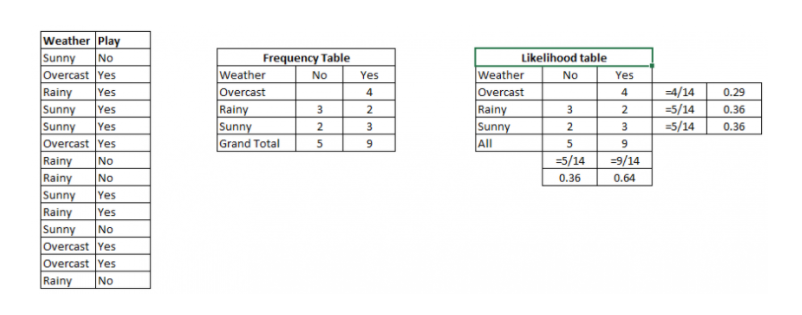 Weather Play
Sunny No
Overcast Yes
Rainy Yes
Sunny Yes
Sunny Yes
Overcast Yes
Rainy No
Rainy No
Sunny Yes
Rainy Yes
Sunny No
Overcast Yes
Overcast Yes
Rainy No
Frequency Table
Weather No Yes
Overcast 4
Rainy 3 2
Sunny 2 3
Grand Total 5 9
Likelihood table
Weather No Yes
Overcast 4 =4/14 0.29
Rainy 3 2 =5/14 0.36
Sunny 2 3 =5/14 0.36
All 5 9
=5/14 =9/14
0.36 0.64